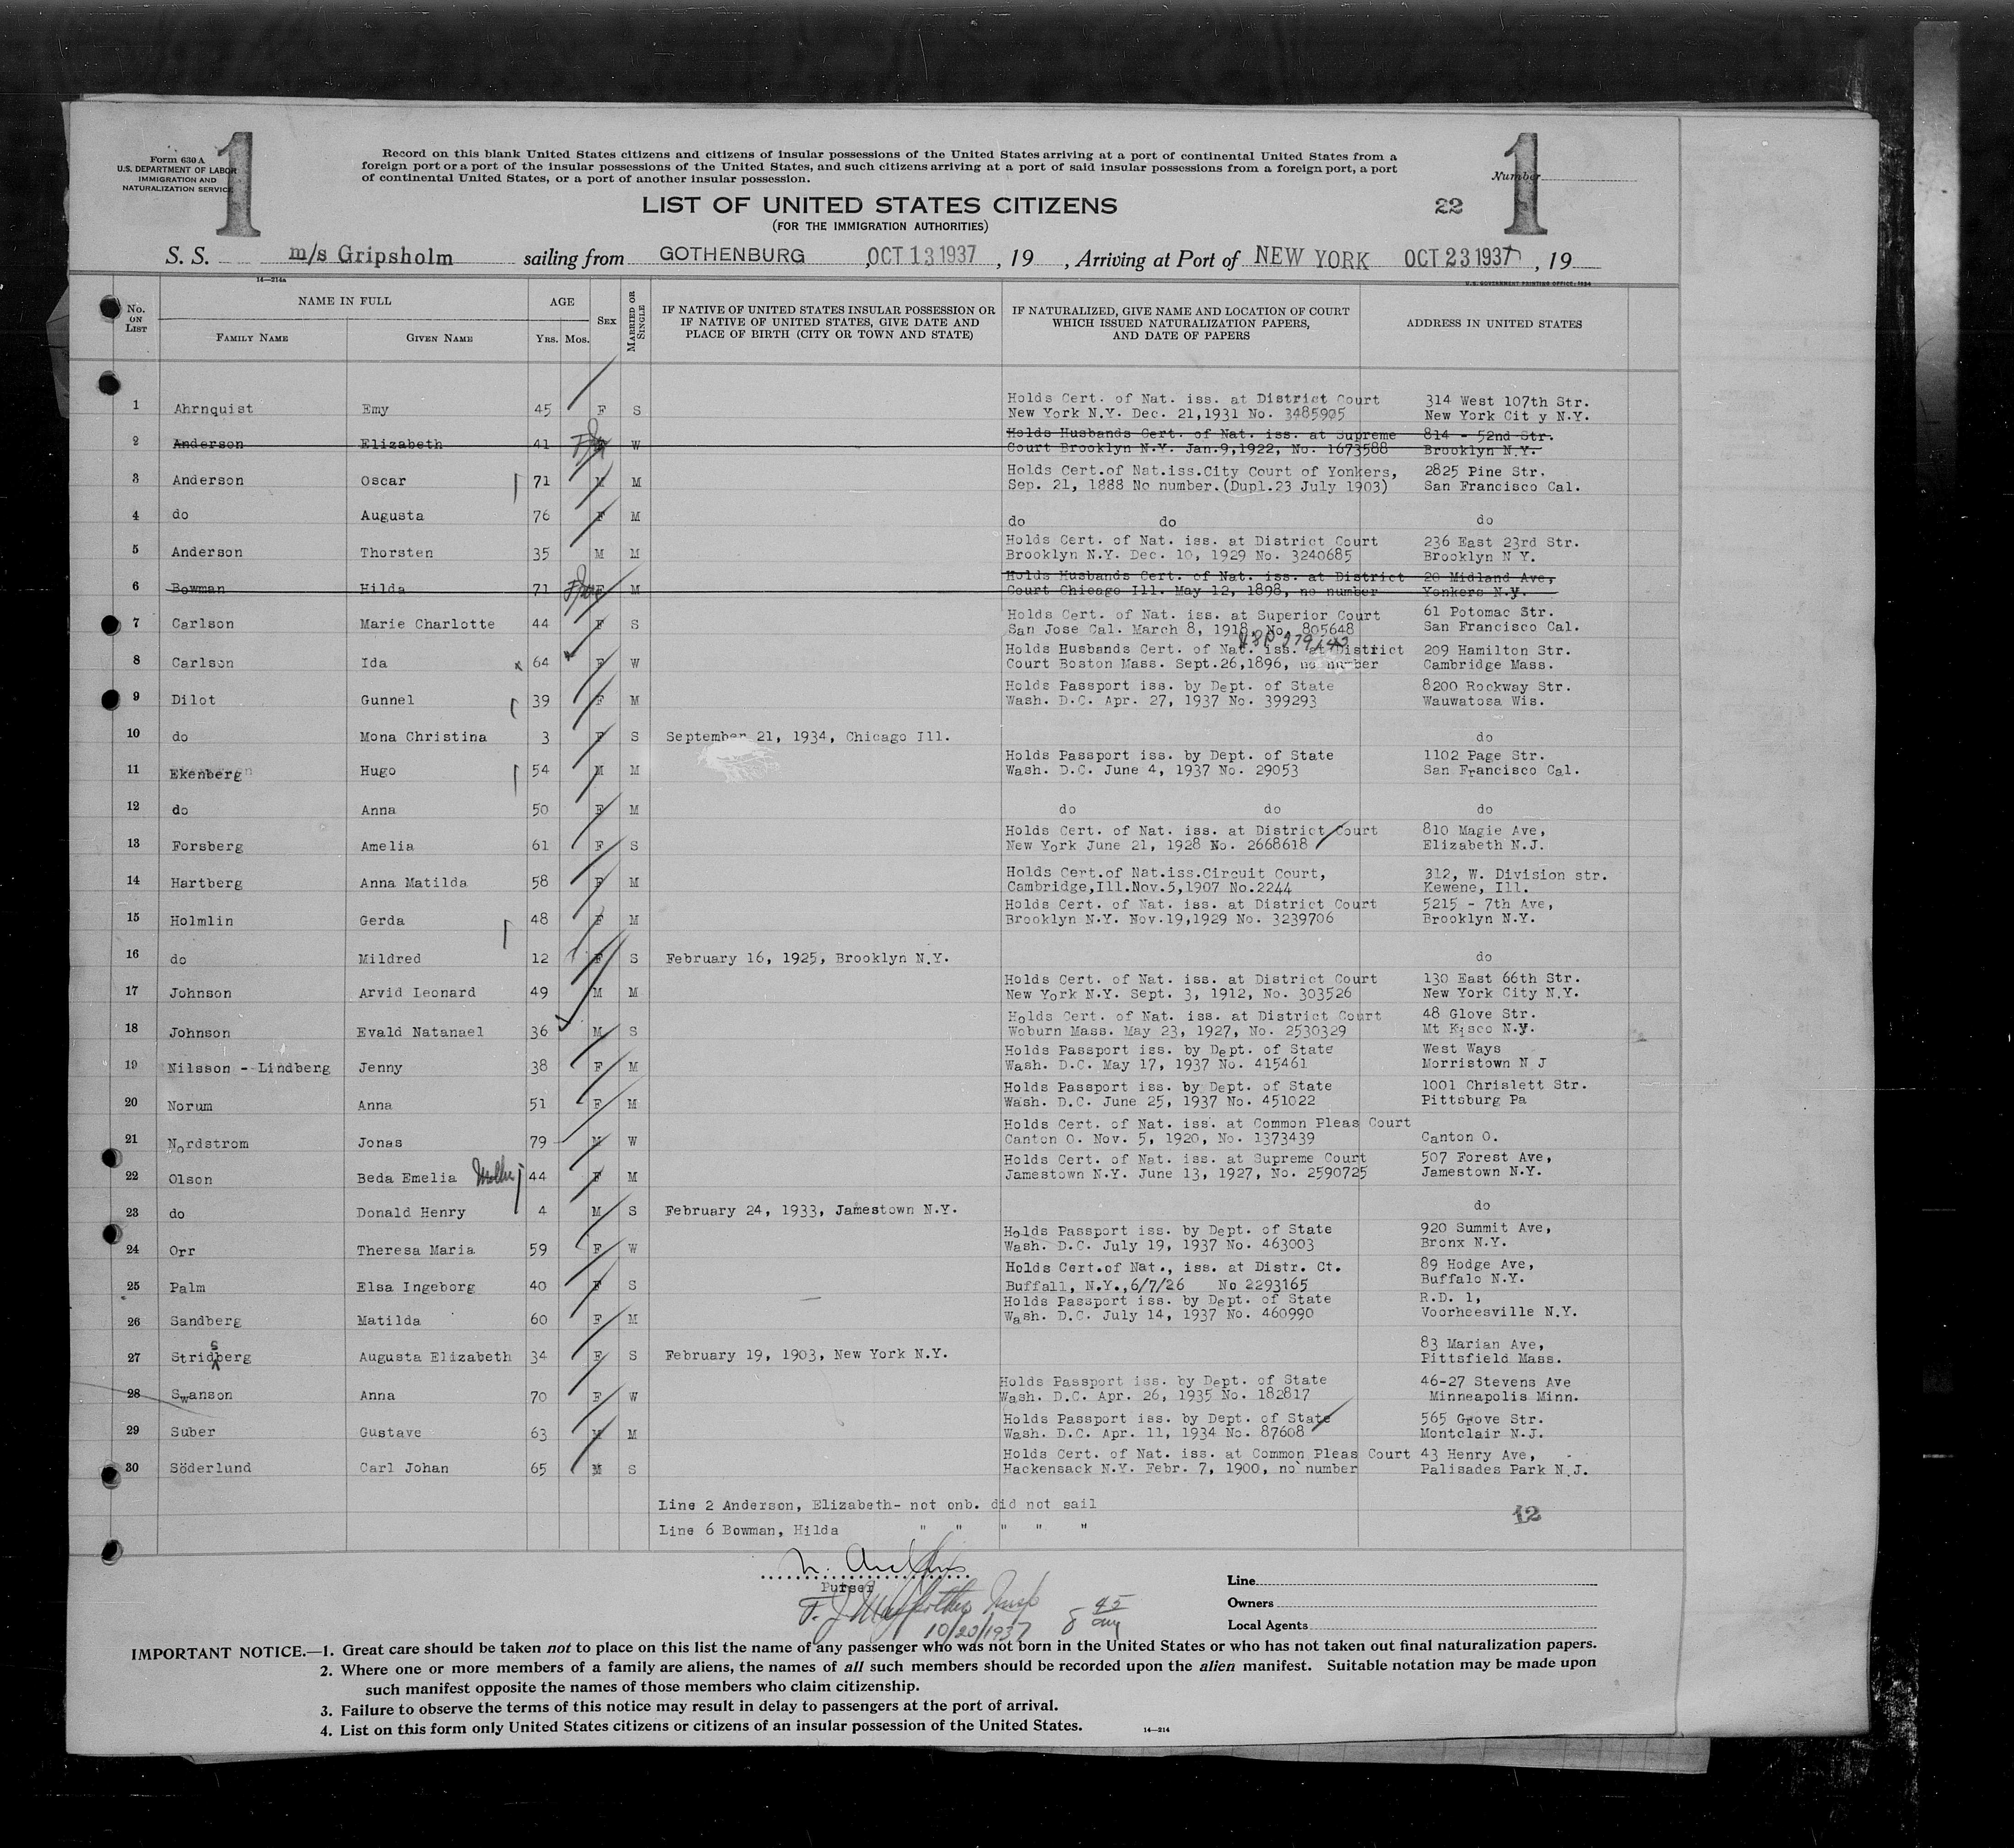 1
Form 630 A
U.S. DEPARTMENT OF LABOR
IMMIGRATION AND
NATURALIZATION SERVICE
Record on this blank United States citizens and citizens of insular possessions of the United States arriving at a port of continental United States from a
foreign port or a port of the insular possessions of the United States, and such citizens arriving at a port of said insular possessions from a foreign port, a port
of continental United States, or a port of another insular possession.
Number
1
LIST OF UNITED STATES CITIZENS
22
(FOR THE IMMIGRATION AUTHORITIES)
S. S. m/s Gripsholm sailing from GOTHENBURG , OCT 13 1937 , 19 , Arriving at Port of NEW YORK OCT 23 1937 , 19
14—214a
U.S. GOVERNMENT PRINTING OFFICE: 1934
No. ON LIST
NAME IN FULL
FAMILY NAME
GIVEN NAME
AGE
YRS. MOS.
SEX
MARRIED OR SINGLE
IF NATIVE OF UNITED STATES INSULAR POSSESSION OR
IF NATIVE OF UNITED STATES, GIVE DATE AND
PLACE OF BIRTH (CITY OR TOWN AND STATE)
IF NATURALIZED, GIVE NAME AND LOCATION OF COURT
WHICH ISSUED NATURALIZATION PAPERS,
AND DATE OF PAPERS
ADDRESS IN UNITED STATES
1 Ahrnquist Emy 45 F S Holds Cert. of Nat. iss. at District Court 314 West 107th Str.
New York N.Y. Dec. 21,1931 No. 3485905 New York Cit y N.Y.
2 Anderson Elizabeth 41 W Holds Husbands Cert. of Nat. iss. at Supreme 814 - 52nd Str.
Court Brooklyn N.Y. Jan.9,1922, No. 1673588 Brooklyn N.Y.
3 Anderson Oscar 71 M M Holds Cert.of Nat.iss.City Court of Yonkers, 2825 Pine Str.
Sep. 21, 1888 No number.(Dupl.23 July 1903) San Francisco Cal.
4 do Augusta 76 F M do do do
5 Anderson Thorsten 35 M M Holds Cert. of Nat. iss. at District Court 236 East 23rd Str.
Brooklyn N.Y. Dec. 10, 1929 No. 3240685 Brooklyn N Y.
6 Bowman Hilda 71 F M Holds Husbands Cert. of Nat. iss. at District 20 Midland Ave,
Court Chicago Ill. May 12, 1898, no number Yonkers N.y.
7 Carlson Marie Charlotte 44 F S Holds Cert. of Nat. iss. at Superior Court 61 Potomac Str.
San Jose Cal. March 8, 1918 No. 805648 San Francisco Cal.
8 Carlson Ida x 64 F W Holds Husbands Cert. of Nat. iss. at District 209 Hamilton Str.
Court Boston Mass. Sept.26,1896, no number Cambridge Mass.
9 Dilot Gunnel 39 F M Holds Passport iss. by Dept. of State 8200 Rockway Str.
Wash. D.C. Apr. 27, 1937 No. 399293 Wauwatosa Wis.
10 do Mona Christina 3 F S September 21, 1934, Chicago Ill. do
11 Ekenberg Hugo 54 M M Holds Passport iss. by Dept. of State 1102 Page Str.
Wash. D.C. June 4, 1937 No. 29053 San Francisco Cal.
12 do Anna 50 F M do do do
13 Forsberg Amelia 61 F S Holds Cert. of Nat. iss. at District Court 810 Magie Ave,
New York June 21, 1928 No. 2668618 Elizabeth N.J.
14 Hartberg Anna Matilda 58 F M Holds Cert.of Nat.iss.Circuit Court, 312, W. Division str.
Cambridge,Ill.Nov.5,1907 No.2244 Kewene, Ill.
15 Holmlin Gerda 48 F M Holds Cert. of Nat. iss. at District Court 5215 - 7th Ave,
Brooklyn N.Y. Nov.19,1929 No. 3239706 Brooklyn N.Y.
16 do Mildred 12 F S February 16, 1925, Brooklyn N.Y. do
17 Johnson Arvid Leonard 49 M M Holds Cert. of Nat. iss. at District Court 130 East 66th Str.
New York N.Y. Sept. 3, 1912, No. 303526 New York City N.Y.
18 Johnson Evald Natanael 36 M S Holds Cert. of Nat. iss. at District Court 48 Glove Str.
Woburn Mass. May 23, 1927, No. 2530329 Mt Kisco N.y.
19 Nilsson - Lindberg Jenny 38 F M Holds Passport iss. by Dept. of State West Ways
Wash. D.C. May 17, 1937 No. 415461 Morristown N J
20 Norum Anna 51 F M Holds Passport iss. by Dept. of State 1001 Chrislett Str.
Wash. D.C. June 25, 1937 No. 451022 Pittsburg Pa
21 Nordstrom Jonas 79 M W Holds Cert. of Nat. iss. at Common Pleas Court
Canton O. Nov. 5, 1920, No. 1373439 Canton O.
22 Olson Beda Emelia 44 F M Holds Cert. of Nat. iss. at Supreme Court 507 Forest Ave,
Jamestown N.Y. June 13, 1927, No. 2590725 Jamestown N.Y.
23 do Donald Henry 4 M S February 24, 1933, Jamestown N.Y. do
24 Orr Theresa Maria 59 F W Holds Passport iss. by Dept. of State 920 Summit Ave,
Wash. D.C. July 19, 1937 No. 463003 Bronx N.Y.
25 Palm Elsa Ingeborg 40 F S Holds Cert.of Nat., iss. at Distr. Ct. 89 Hodge Ave,
Buffall, N.Y.,6/7/26 No 2293165 Buffalo N.Y.
26 Sandberg Matilda 60 F M Holds Passport iss. by Dept. of State R.D. 1,
Wash. D.C. July 14, 1937 No. 460990 Voorheesville N.Y.
27 Stridsberg Augusta Elizabeth 34 F S February 19, 1903, New York N.Y. 83 Marian Ave,
Pittsfield Mass.
28 Swanson Anna 70 F W Holds Passport iss. by Dept. of State 46-27 Stevens Ave
Wash. D.C. Apr. 26, 1935 No. 182817 Minneapolis Minn.
29 Suber Gustave 63 M M Holds Passport iss. by Dept. of State 565 Grove Str.
Wash. D.C. Apr. 11, 1934 No. 87608 Montclair N.J.
30 Söderlund Carl Johan 65 M S Holds Cert. of Nat. iss. at Common Pleas Court 43 Henry Ave,
Hackensack N.Y. Febr. 7, 1900, no number Palisades Park N.J.
Line 2 Anderson, Elizabeth- not onb. did not sail
12
Line 6 Bowman, Hilda " " " " "
Purser
10/20/1937 8 45
Line
Owners
Local Agents
IMPORTANT NOTICE.—1. Great care should be taken not to place on this list the name of any passenger who was not born in the United States or who has not taken out final naturalization papers.
2. Where one or more members of a family are aliens, the names of all such members should be recorded upon the alien manifest. Suitable notation may be made upon
such manifest opposite the names of those members who claim citizenship.
3. Failure to observe the terms of this notice may result in delay to passengers at the port of arrival.
4. List on this form only United States citizens or citizens of an insular possession of the United States.
14—214